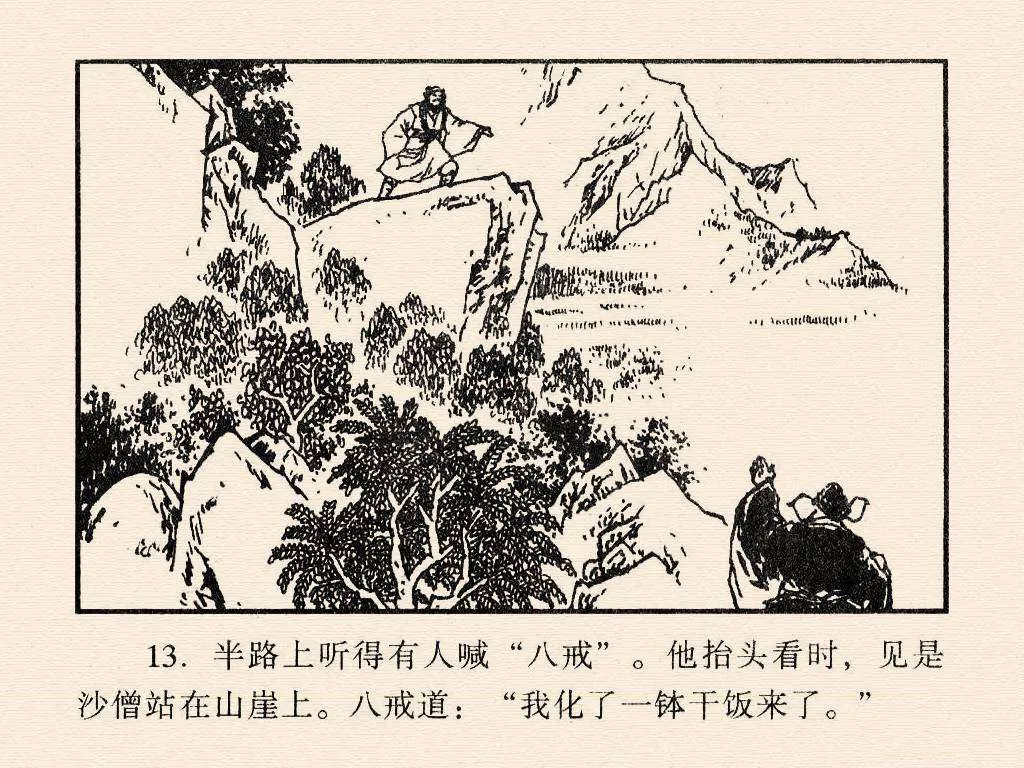 13. 半路上听得有人喊“八戒”。他抬头看时，见是
沙僧站在山崖上。八戒道：“我化了一钵干饭来了。”